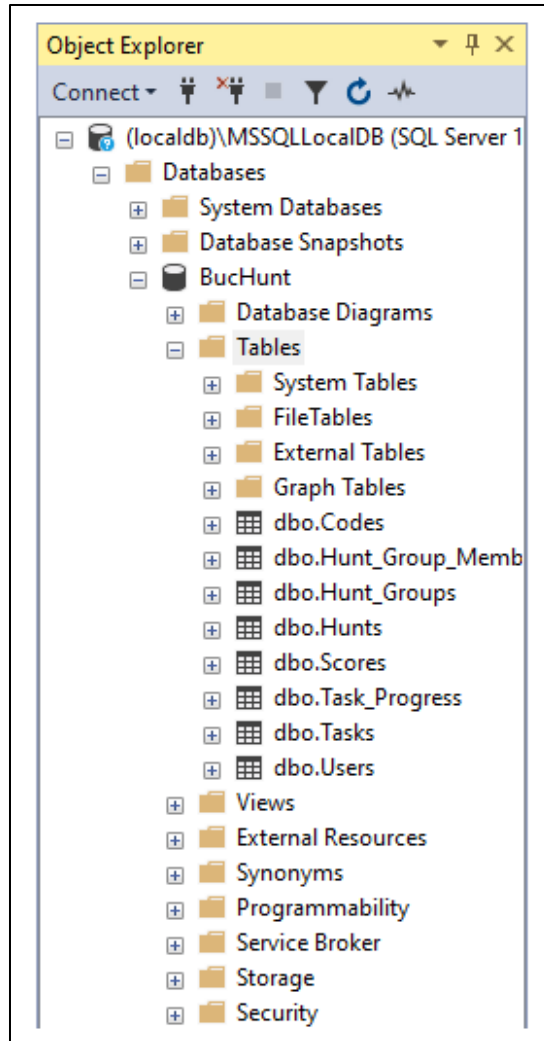 Object Explorer
Connect
(localdb)\MSSQLLocalDB (SQL Server 1
Databases
System Databases
Database Snapshots
BucHunt
Database Diagrams
Tables
System Tables
FileTables
External Tables
Graph Tables
dbo.Codes
dbo.Hunt_Group_Memb
dbo.Hunt_Groups
dbo.Hunts
dbo.Scores
dbo.Task_Progress
dbo.Tasks
dbo.Users
Views
External Resources
Synonyms
Programmability
Service Broker
Storage
Security